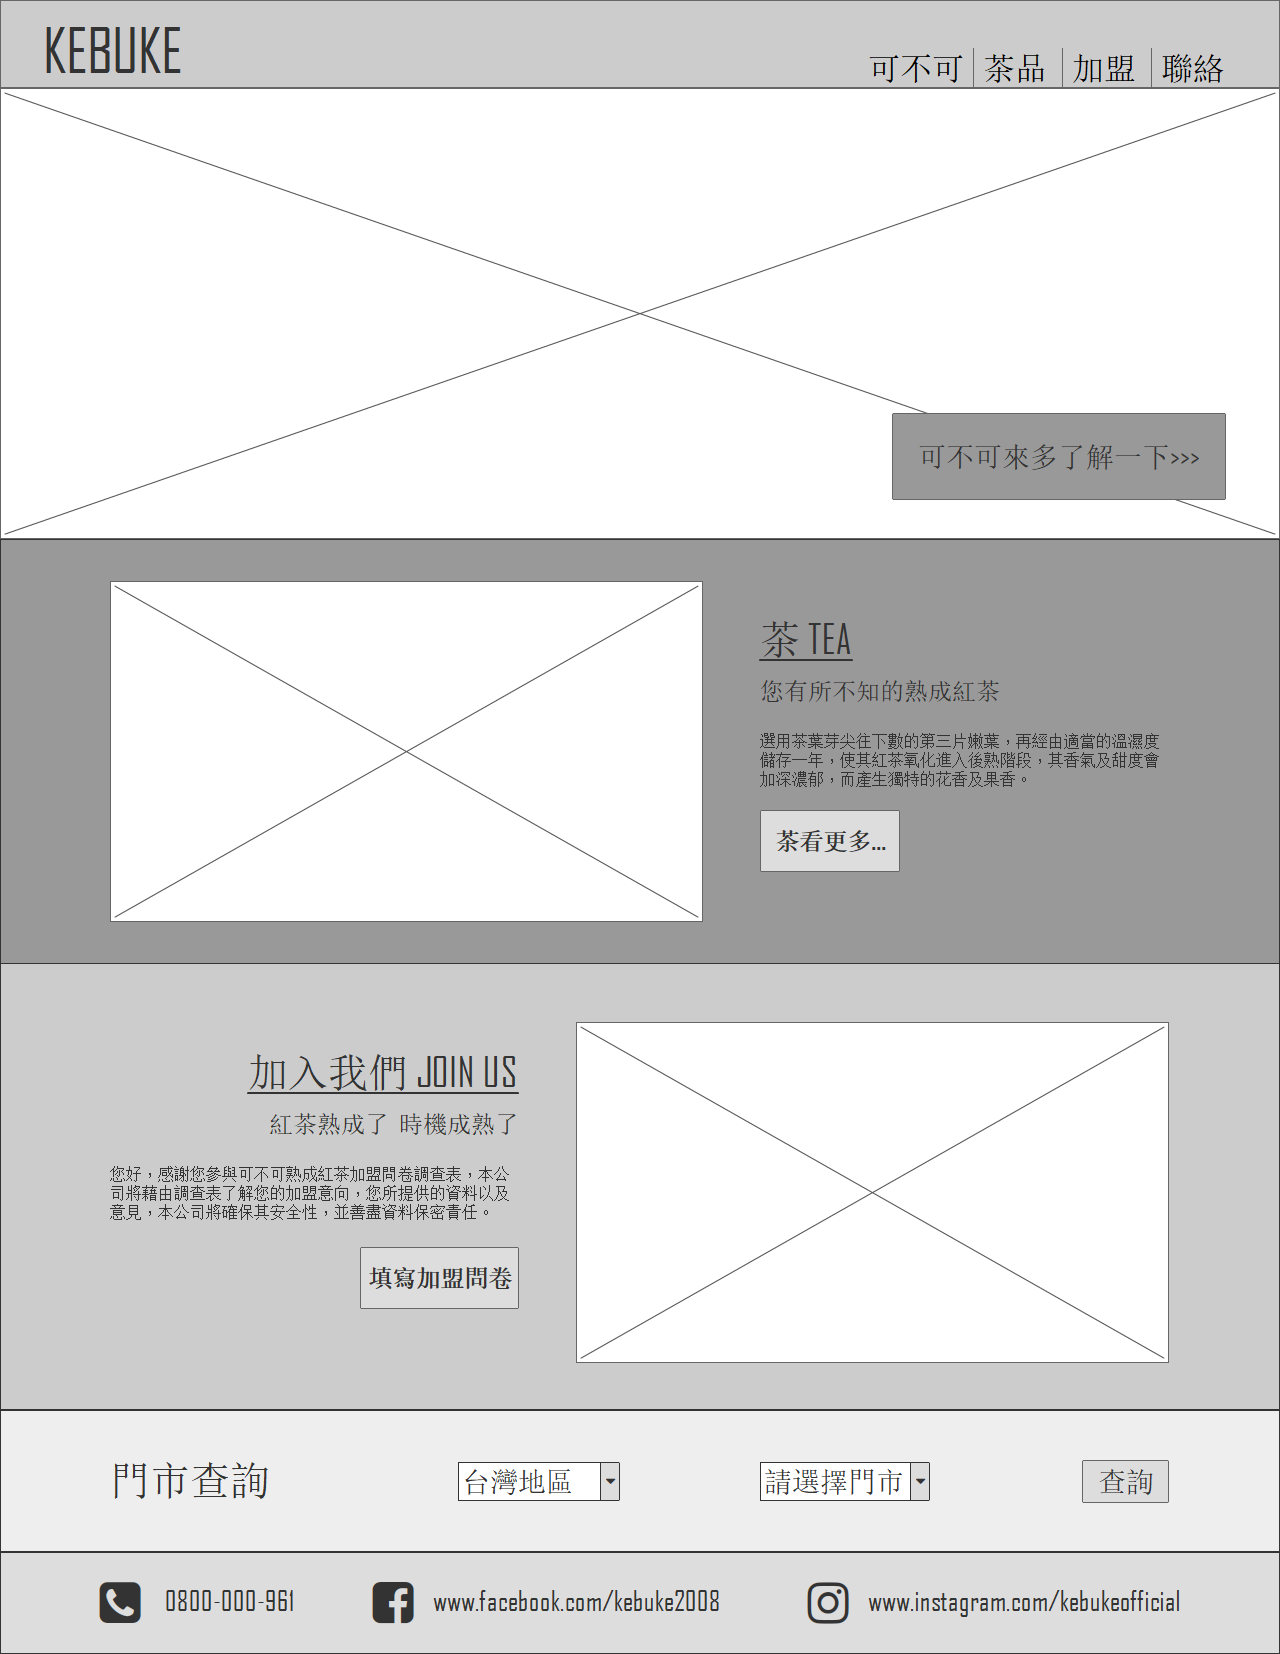 KEBUKE
可不可 茶品 加盟 聯絡
可不可來多了解一下>>>
茶 TEA
您有所不知的熟成紅茶
選用茶葉芽尖往下數的第三片嫩葉，再經由適當的溫濕度
儲存一年，使其紅茶氧化進入後熟階段，其香氣及甜度會
加深濃郁，而產生獨特的花香及果香。
茶看更多...
加入我們 JOIN US
紅茶熟成了 時機成熟了
您好，感謝您參與可不可熟成紅茶加盟問卷調查表，本公
司將藉由調查表了解您的加盟意向，您所提供的資料以及
意見，本公司將確保其安全性，並善盡資料保密責任。
填寫加盟問卷
門市查詢 台灣地區 請選擇門市 查詢
0800-000-961 www.facebook.com/kebuke2008 www.instagram.com/kebukeofficial